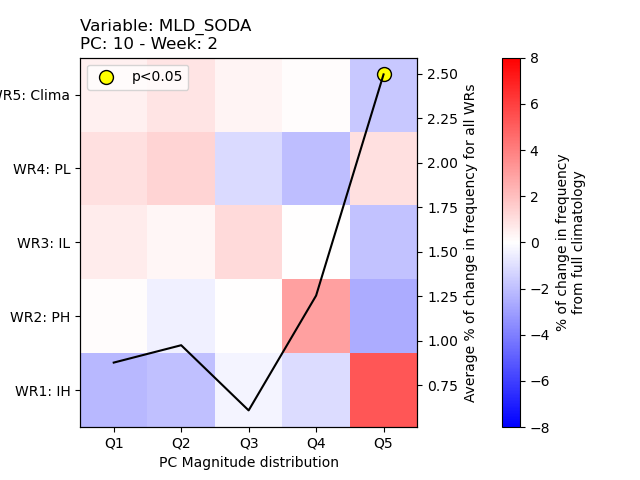 Variable: MLD_SODA
PC: 10 - Week: 2
p<0.05
WR5: Clima
WR4: PL
WR3: IL
WR2: PH
WR1: IH
Q1
Q2
Q3
Q4
Q5
PC Magnitude distribution
2.50
2.25
2.00
1.75
1.50
1.25
1.00
0.75
Average % of change in frequency for all WRs
8
6
4
2
0
−2
−4
−6
−8
% of change in frequency
from full climatology